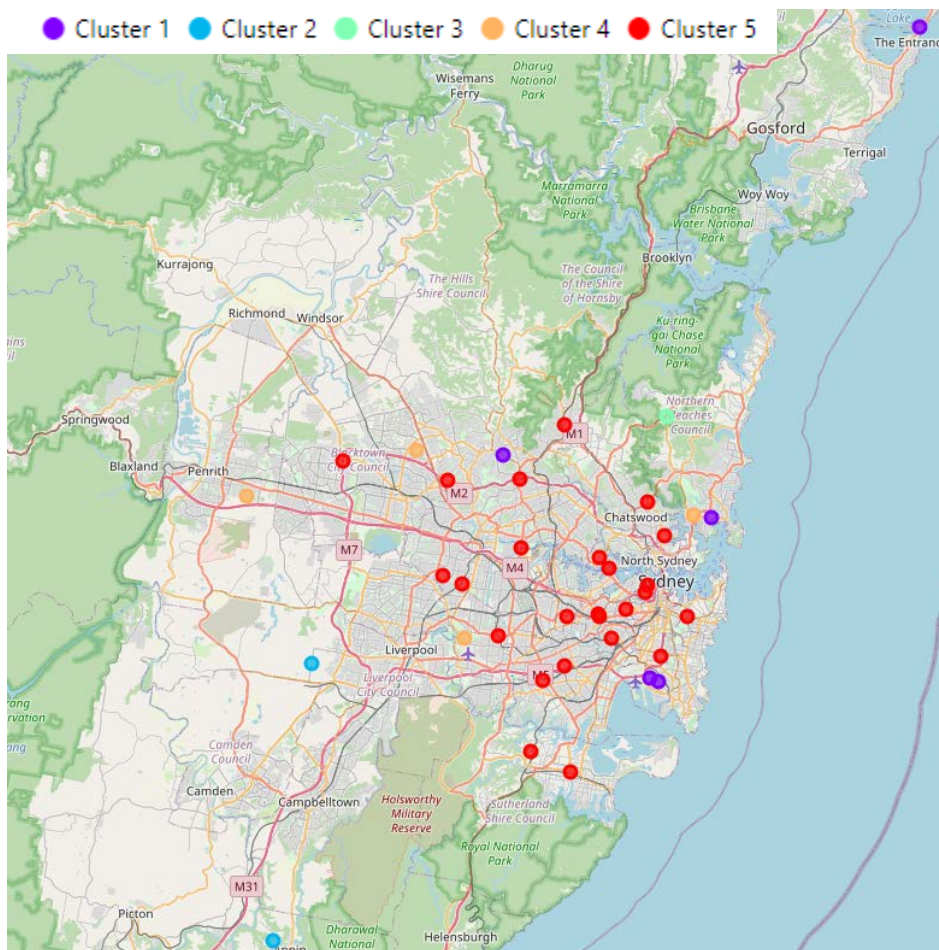 Cluster 1 Cluster 2 Cluster 3 Cluster 4 Cluster 5
Lake
The Entrance
Dharug
National
Park
Wisemans
Ferry
Gosford
Terrigal
Marramarra
National
Park
Woy Woy
Brisbane
Water National
Park
Kurrajong
Brooklyn
The Hills
Shire Council
The Council
of the Shire
of Hornsby
Richmond
Windsor
Ku-ring-
gai Chase
National
Park
Northern
Beaches
Council
Springwood
M1
Blaxland
Penrith
Blacktown
City Council
M2
Chatswood
M7
M4
North Sydney
Sydney
Liverpool
M5
Liverpool
City Council
Camden
Council
Camden
Campbelltown
Holsworthy
Military
Reserve
Sutherland
Shire Council
Royal National
Park
M31
Picton
Appin
Dharawal
National
Helensburgh